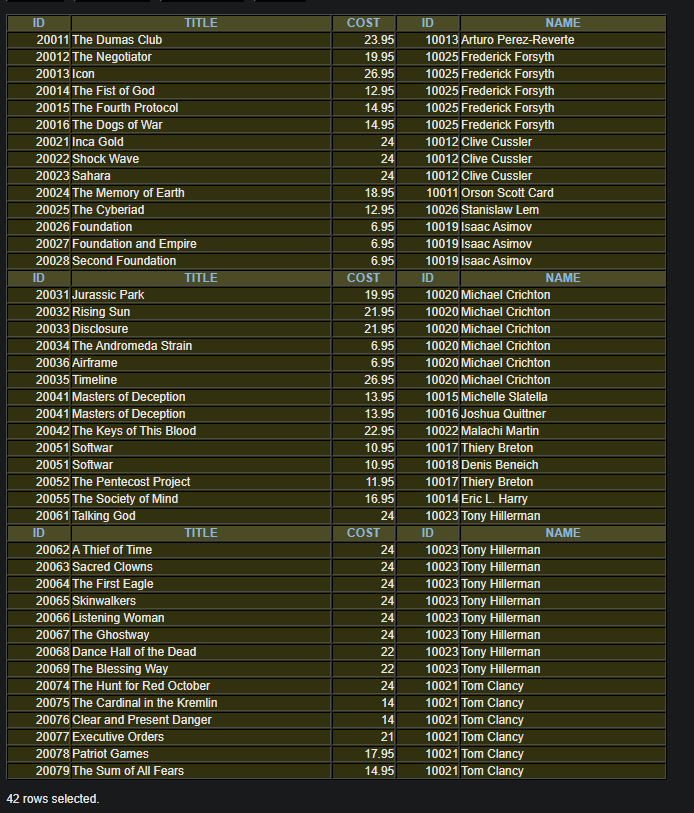 ID TITLE COST ID NAME
20011 The Dumas Club 23.95 10013 Arturo Perez-Reverte
20012 The Negotiator 19.95 10025 Frederick Forsyth
20013 Icon 26.95 10025 Frederick Forsyth
20014 The Fist of God 12.95 10025 Frederick Forsyth
20015 The Fourth Protocol 14.95 10025 Frederick Forsyth
20016 The Dogs of War 14.95 10025 Frederick Forsyth
20021 Inca Gold 24 10012 Clive Cussler
20022 Shock Wave 24 10012 Clive Cussler
20023 Sahara 24 10012 Clive Cussler
20024 The Memory of Earth 18.95 10011 Orson Scott Card
20025 The Cyberiad 12.95 10026 Stanislaw Lem
20026 Foundation 6.95 10019 Isaac Asimov
20027 Foundation and Empire 6.95 10019 Isaac Asimov
20028 Second Foundation 6.95 10019 Isaac Asimov
ID TITLE COST ID NAME
20031 Jurassic Park 19.95 10020 Michael Crichton
20032 Rising Sun 21.95 10020 Michael Crichton
20033 Disclosure 21.95 10020 Michael Crichton
20034 The Andromeda Strain 6.95 10020 Michael Crichton
20036 Airframe 6.95 10020 Michael Crichton
20035 Timeline 26.95 10020 Michael Crichton
20041 Masters of Deception 13.95 10015 Michelle Slatella
20041 Masters of Deception 13.95 10016 Joshua Quittner
20042 The Keys of This Blood 22.95 10022 Malachi Martin
20051 Softwar 10.95 10017 Thiery Breton
20051 Softwar 10.95 10018 Denis Beneich
20052 The Pentecost Project 11.95 10017 Thiery Breton
20055 The Society of Mind 16.95 10014 Eric L. Harry
20061 Talking God 24 10023 Tony Hillerman
ID TITLE COST ID NAME
20062 A Thief of Time 24 10023 Tony Hillerman
20063 Sacred Clowns 24 10023 Tony Hillerman
20064 The First Eagle 24 10023 Tony Hillerman
20065 Skinwalkers 24 10023 Tony Hillerman
20066 Listening Woman 24 10023 Tony Hillerman
20067 The Ghostway 24 10023 Tony Hillerman
20068 Dance Hall of the Dead 22 10023 Tony Hillerman
20069 The Blessing Way 22 10023 Tony Hillerman
20074 The Hunt for Red October 24 10021 Tom Clancy
20075 The Cardinal in the Kremlin 14 10021 Tom Clancy
20076 Clear and Present Danger 14 10021 Tom Clancy
20077 Executive Orders 21 10021 Tom Clancy
20078 Patriot Games 17.95 10021 Tom Clancy
20079 The Sum of All Fears 14.95 10021 Tom Clancy
42 rows selected.